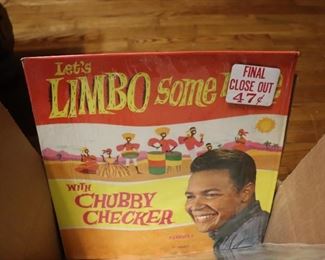 Let's
LIMBO some
FINAL
CLOSE OUT
47¢
WITH
CHUBBY
CHECKER